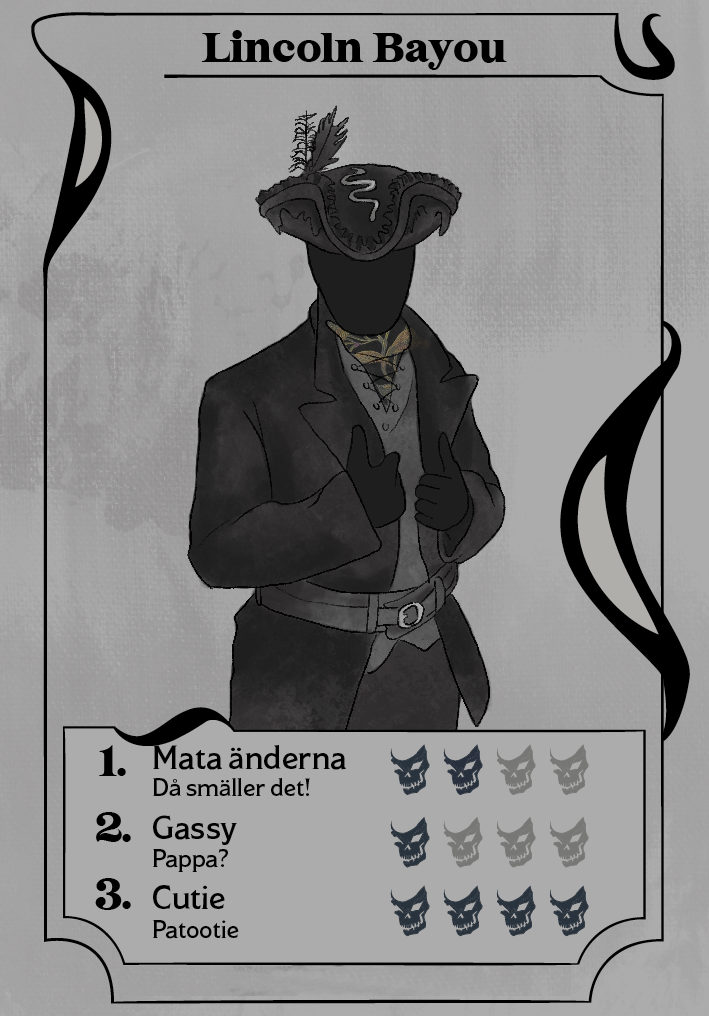 Lincoln Bayou
1. Mata änderna
Då smäller det!
2. Gassy
Pappa?
3. Cutie
Patootie